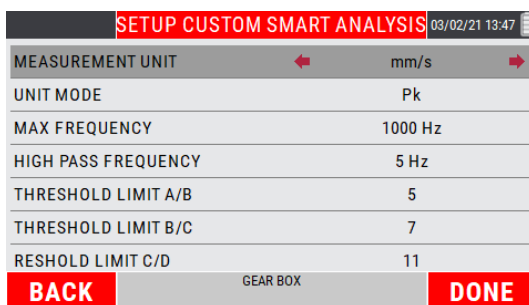 SETUP CUSTOM SMART ANALYSIS 03/02/21 13:47
MEASUREMENT UNIT mm/s
UNIT MODE Pk
MAX FREQUENCY 1000 Hz
HIGH PASS FREQUENCY 5 Hz
THRESHOLD LIMIT A/B 5
THRESHOLD LIMIT B/C 7
RESHOLD LIMIT C/D 11
BACK GEAR BOX DONE